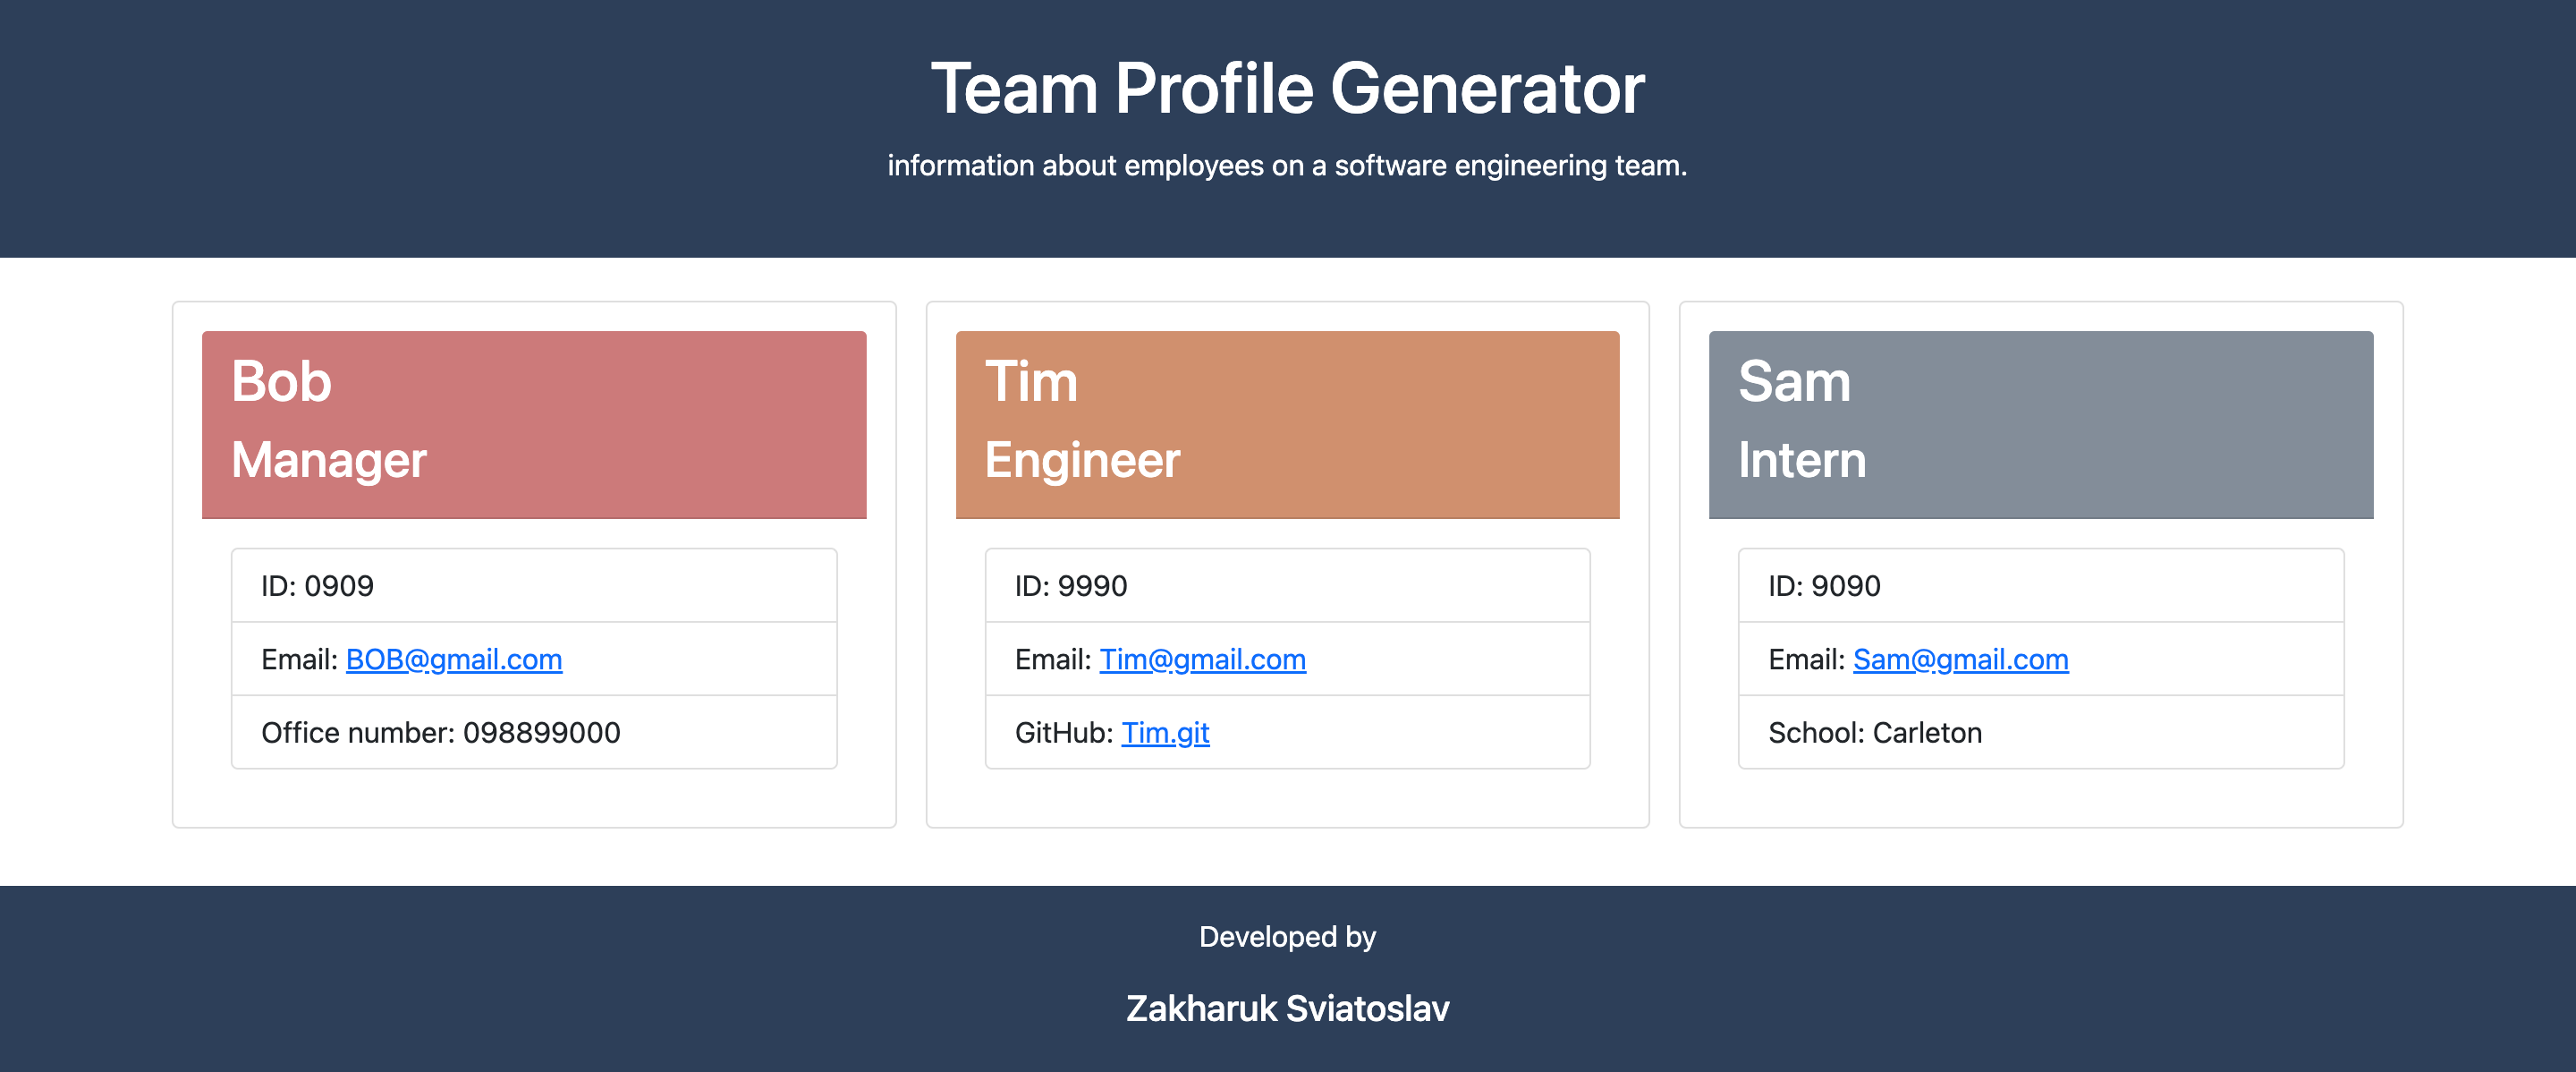 Team Profile Generator
information about employees on a software engineering team.
Bob
Manager
ID: 0909
Email: BOB@gmail.com
Office number: 098899000
Tim
Engineer
ID: 9990
Email: Tim@gmail.com
GitHub: Tim.git
Sam
Intern
ID: 9090
Email: Sam@gmail.com
School: Carleton
Developed by
Zakharuk Sviatoslav